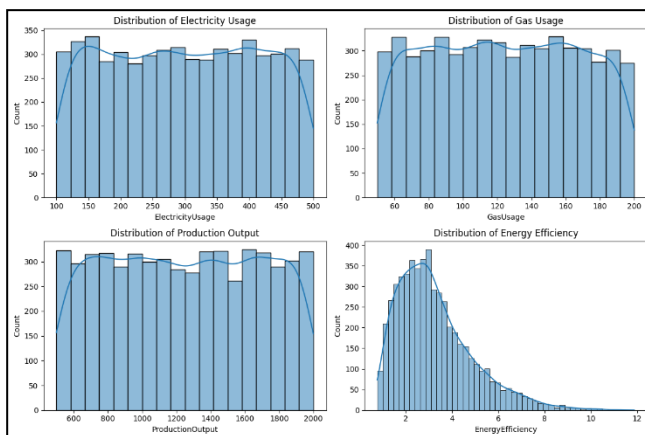 Distribution of Electricity Usage
Count
350
300
250
200
150
100
50
0
100 150 200 250 300 350 400 450 500
ElectricityUsage
Distribution of Gas Usage
Count
300
250
200
150
100
50
0
60 80 100 120 140 160 180 200
GasUsage
Distribution of Production Output
Count
300
250
200
150
100
50
0
600 800 1000 1200 1400 1600 1800 2000
ProductionOutput
Distribution of Energy Efficiency
Count
400
350
300
250
200
150
100
50
0
2 4 6 8 10 12
EnergyEfficiency